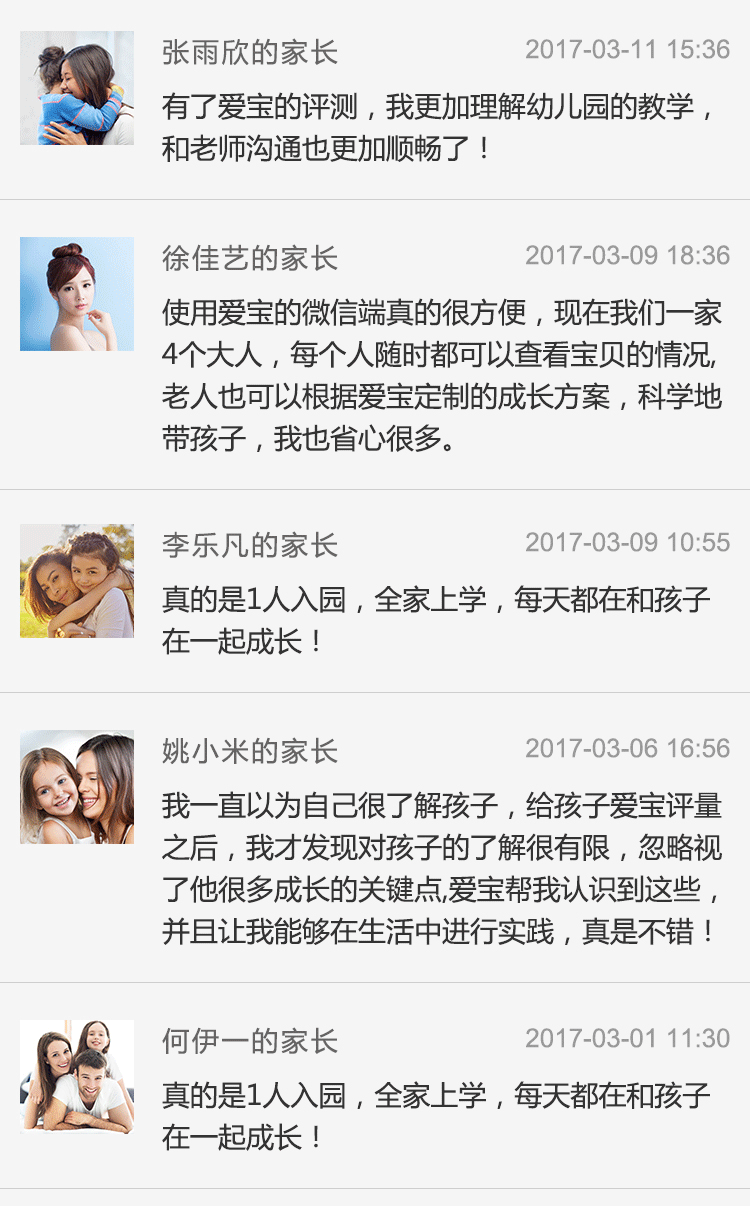 张雨欣的家长 2017-03-11 15:36
有了爱宝的评测，我更加理解幼儿园的教学，
和老师沟通也更加顺畅了！
徐佳艺的家长 2017-03-09 18:36
使用爱宝的微信端真的很方便，现在我们一家
4个大人，每个人随时都可以查看宝贝的情况,
老人也可以根据爱宝定制的成长方案，科学地
带孩子，我也省心很多。
李乐凡的家长 2017-03-09 10:55
真的是1人入园，全家上学，每天都在和孩子
在一起成长！
姚小米的家长 2017-03-06 16:56
我一直以为自己很了解孩子，给孩子爱宝评量
之后，我才发现对孩子的了解很有限，忽略视
了他很多成长的关键点,爱宝帮我认识到这些，
并且让我能够在生活中进行实践，真是不错！
何伊一的家长 2017-03-01 11:30
真的是1人入园，全家上学，每天都在和孩子
在一起成长！